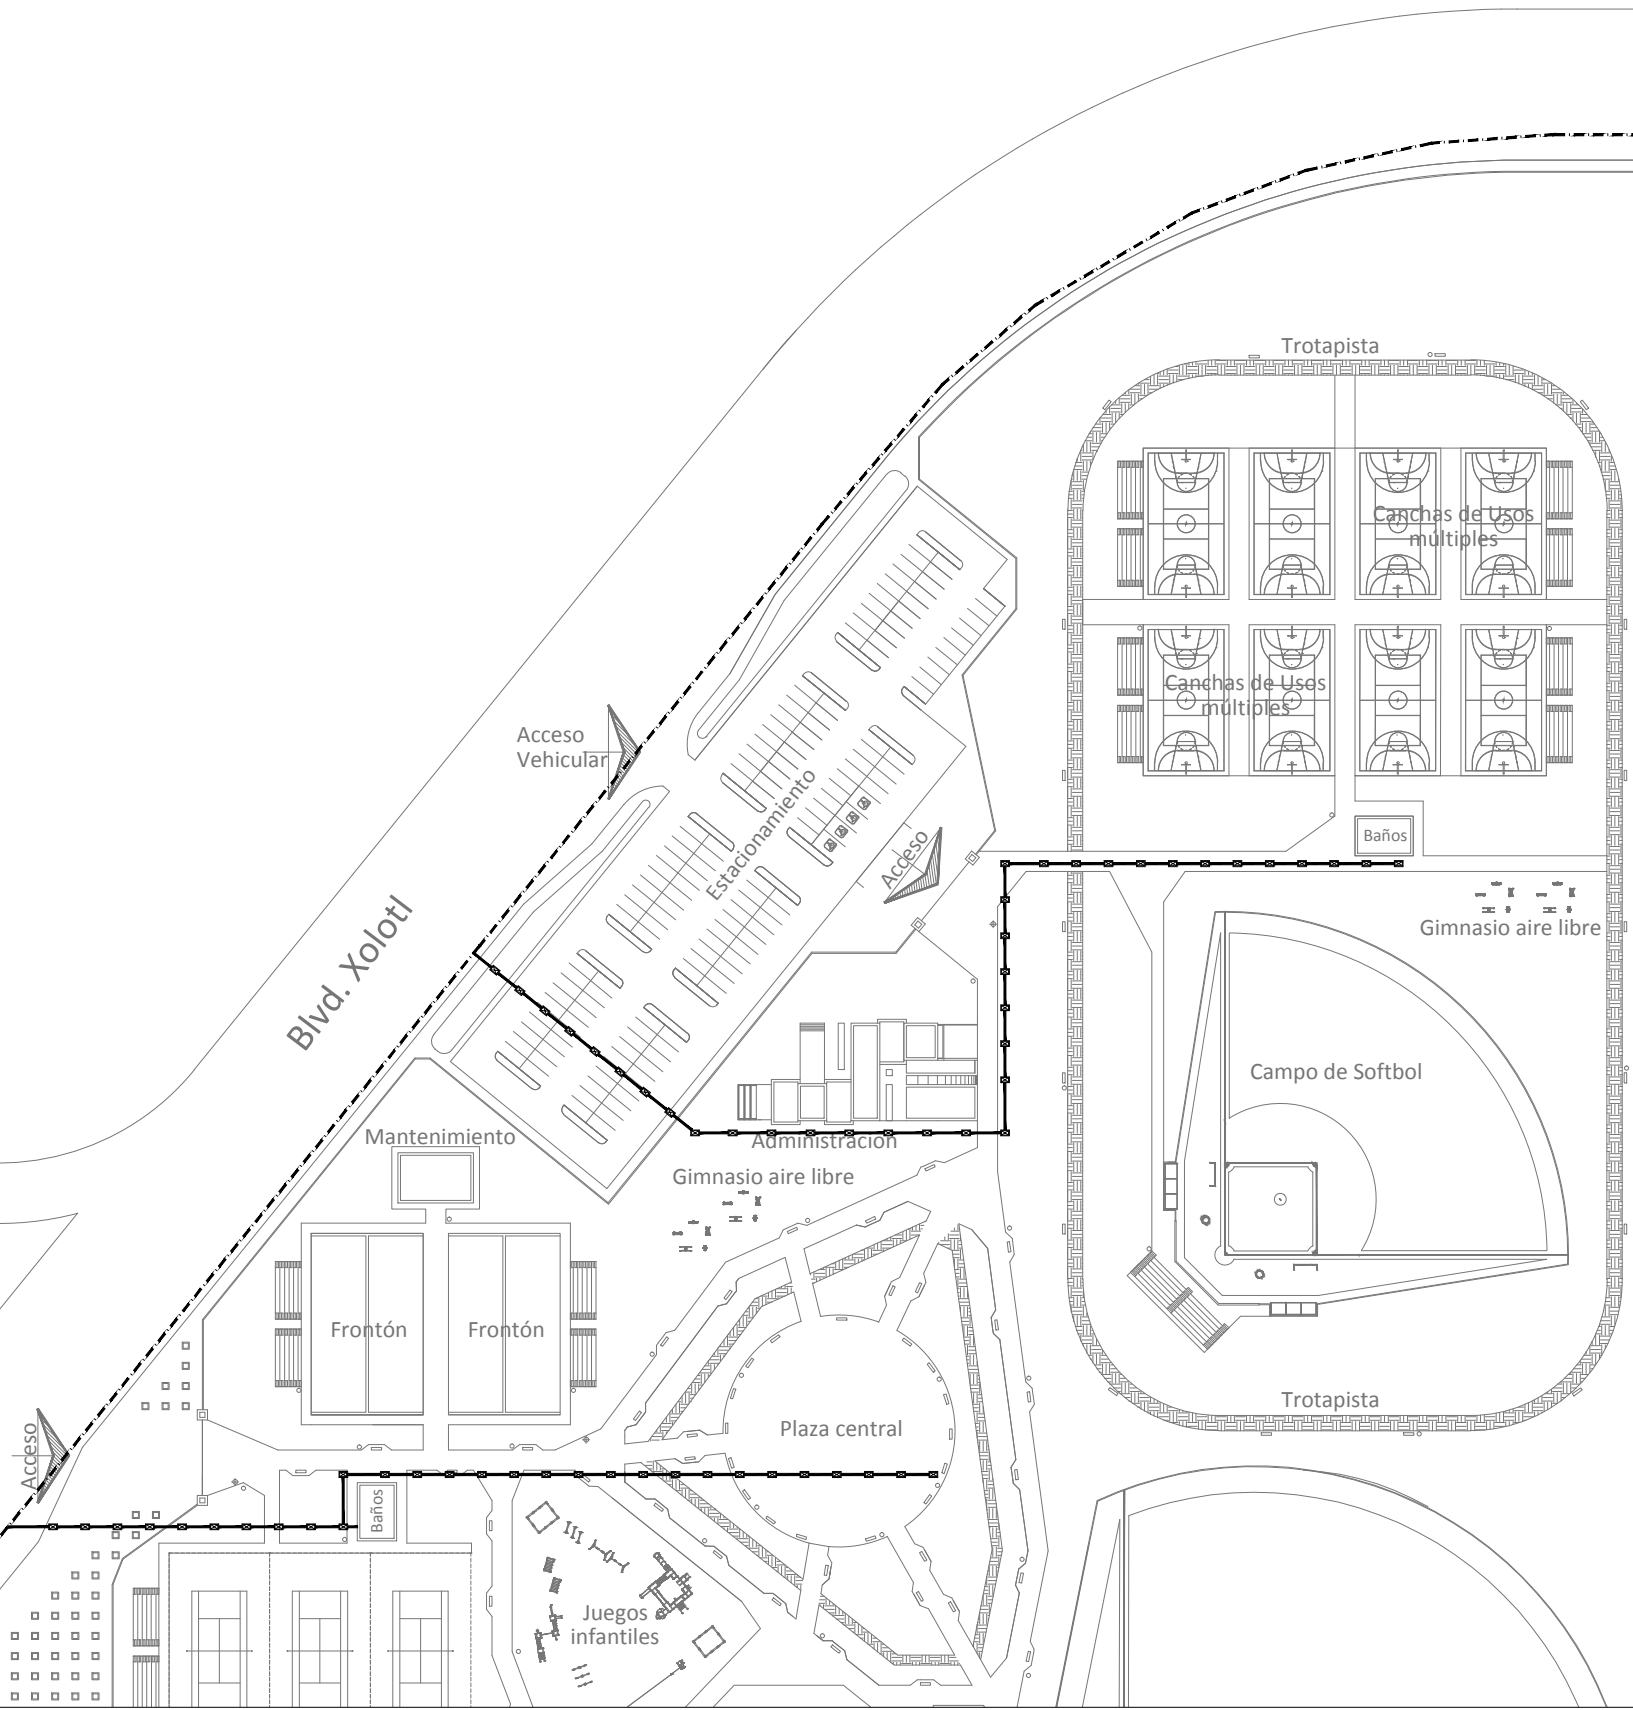 Trotapista
Canchas de Usos
múltiples
Canchas de Usos
múltiples
Acceso
Vehicular
Estacionamiento
Acceso
Baños
Blvd. Xolotl
Gimnasio aire libre
Campo de Softbol
Mantenimiento
Administración
Gimnasio aire libre
Frontón
Frontón
Trotapista
Plaza central
Acceso
Baños
Juegos
infantiles